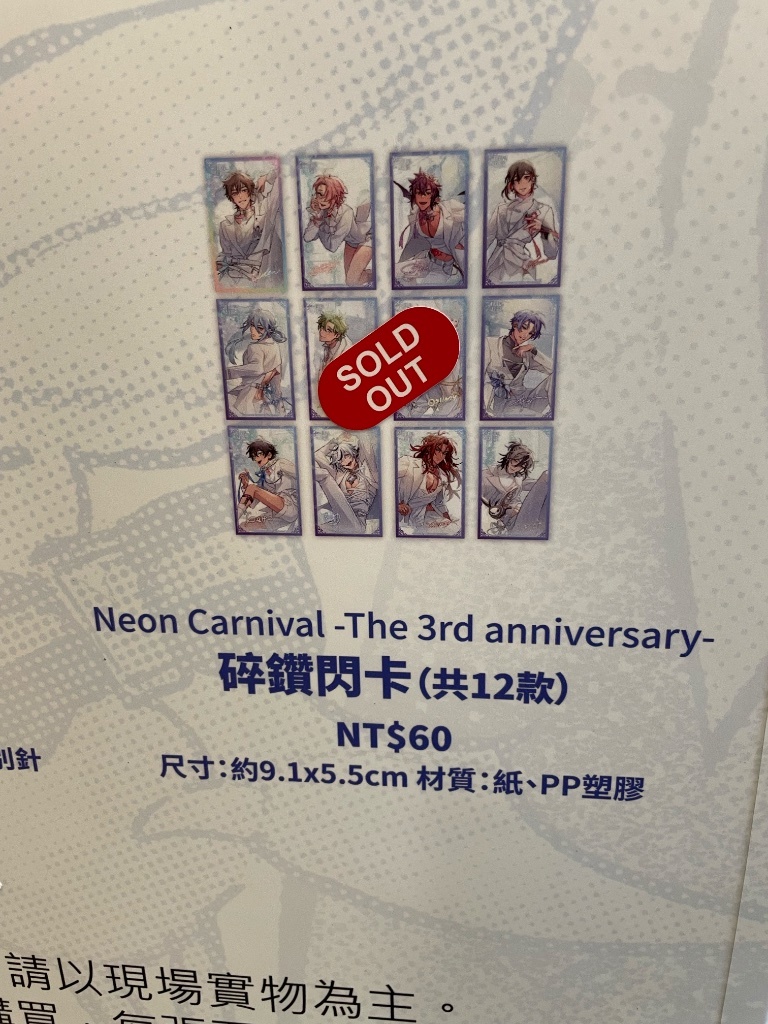 SOLD
OUT
Neon Carnival -The 3rd anniversary-
碎鑽閃卡(共12款)
NT$60
別針
尺寸:約9.1x5.5cm 材質:紙、PP塑膠
請以現場實物為主。